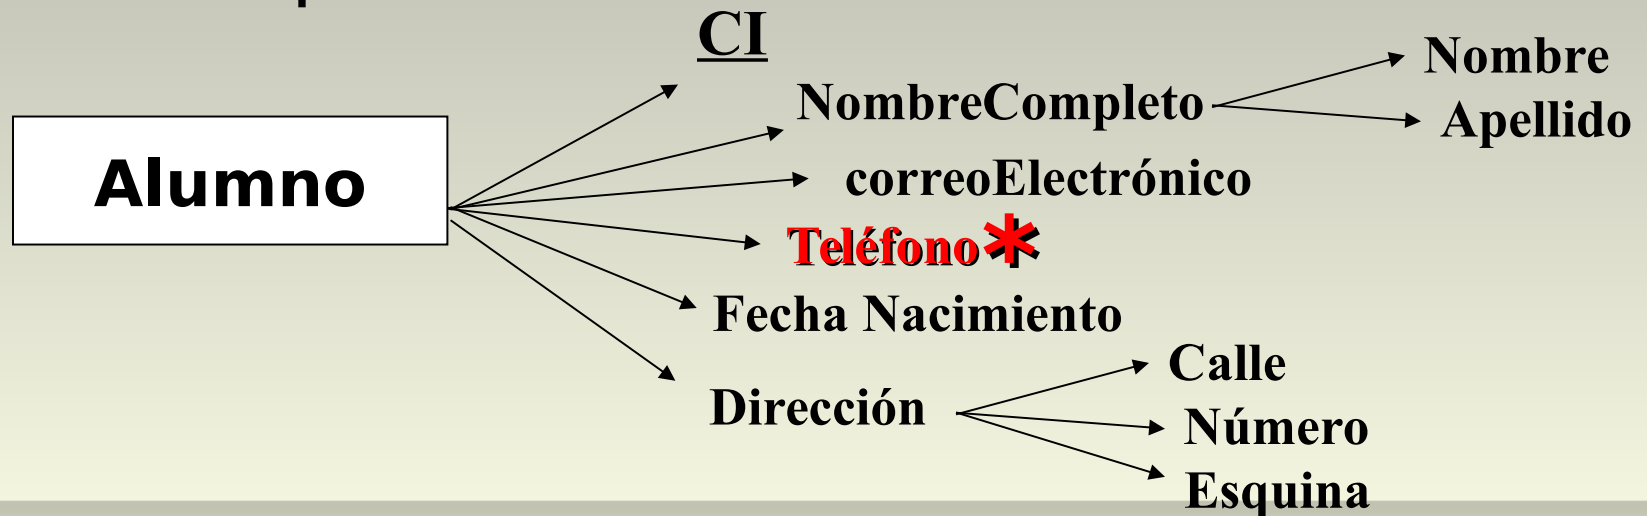 CI
Nombre
NombreCompleto
Apellido
Alumno
correoElectrónico
Teléfono*
Fecha Nacimiento
Calle
Dirección
Número
Esquina